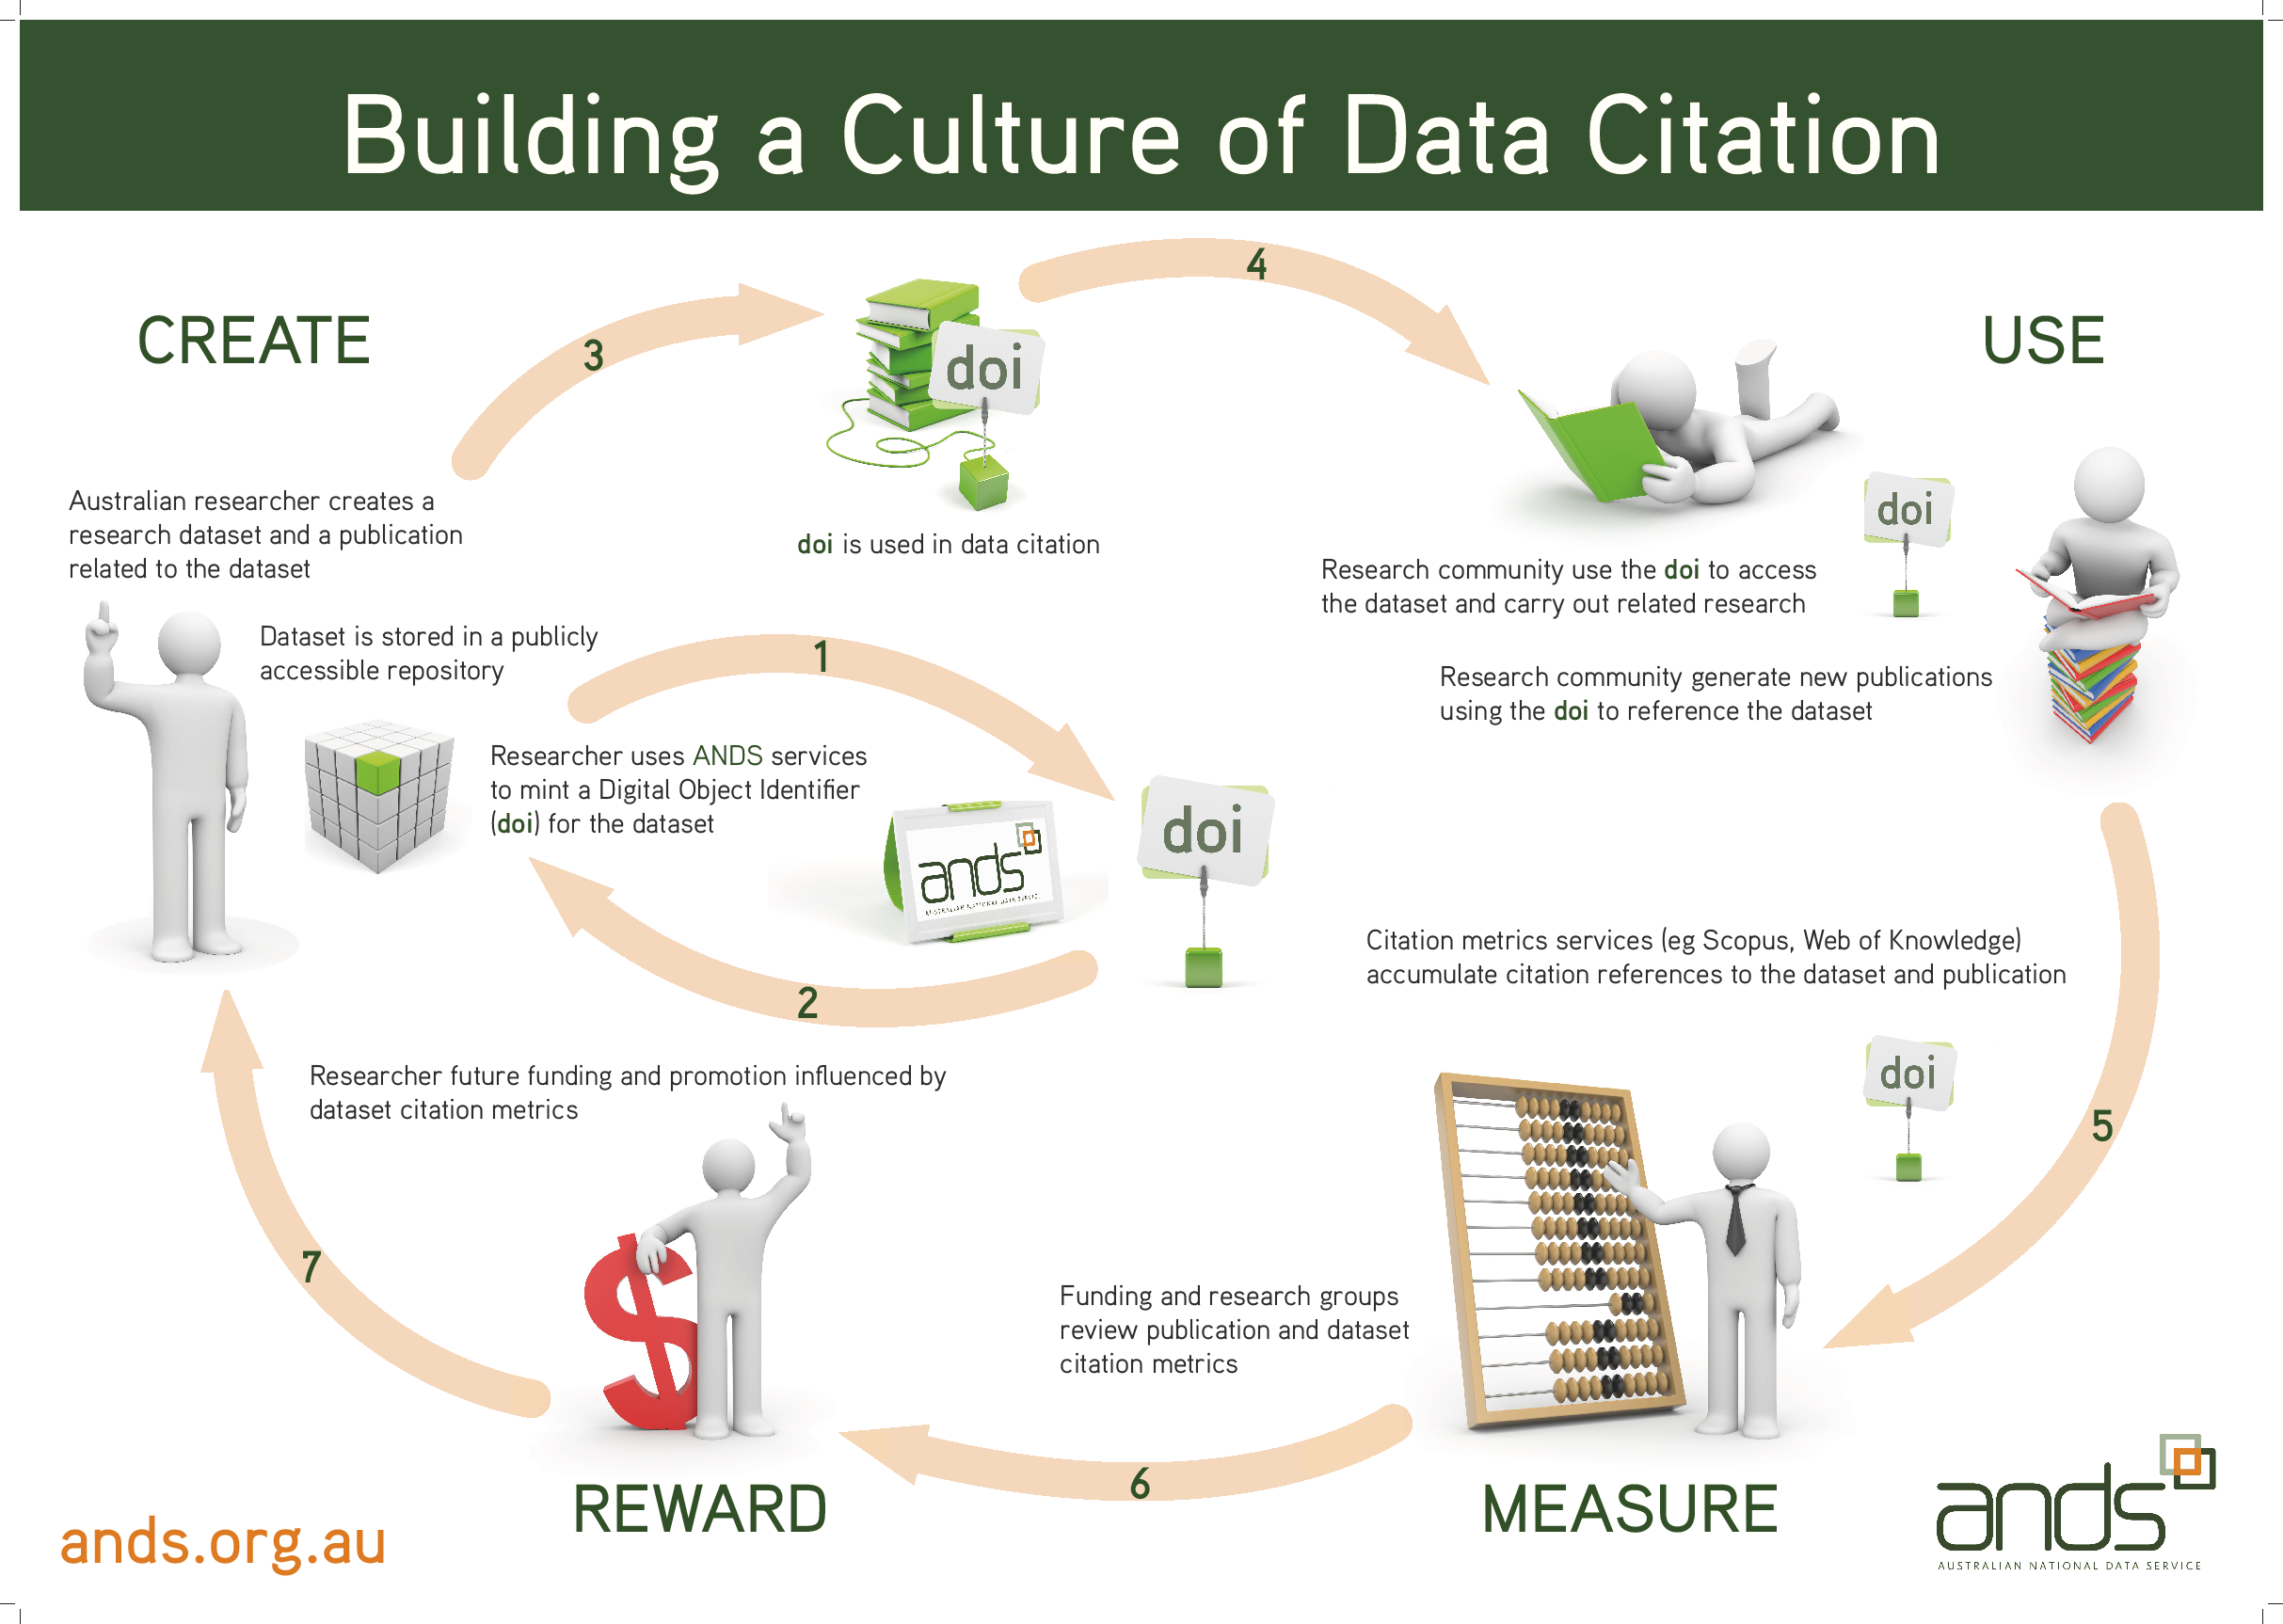 Building a Culture of Data Citation
CREATE
3
4
USE
doi
doi is used in data citation
Australian researcher creates a
research dataset and a publication
related to the dataset
Dataset is stored in a publicly
accessible repository
1
Researcher uses ANDS services
to mint a Digital Object Identifier
(doi) for the dataset
ands
AUSTRALIAN NATIONAL DATA SERVICE
doi
2
doi
Research community use the doi to access
the dataset and carry out related research
Research community generate new publications
using the doi to reference the dataset
Citation metrics services (eg Scopus, Web of Knowledge)
accumulate citation references to the dataset and publication
doi
5
Researcher future funding and promotion influenced by
dataset citation metrics
7
Funding and research groups
review publication and dataset
citation metrics
6
REWARD
MEASURE
ands.org.au
ands
AUSTRALIAN NATIONAL DATA SERVICE